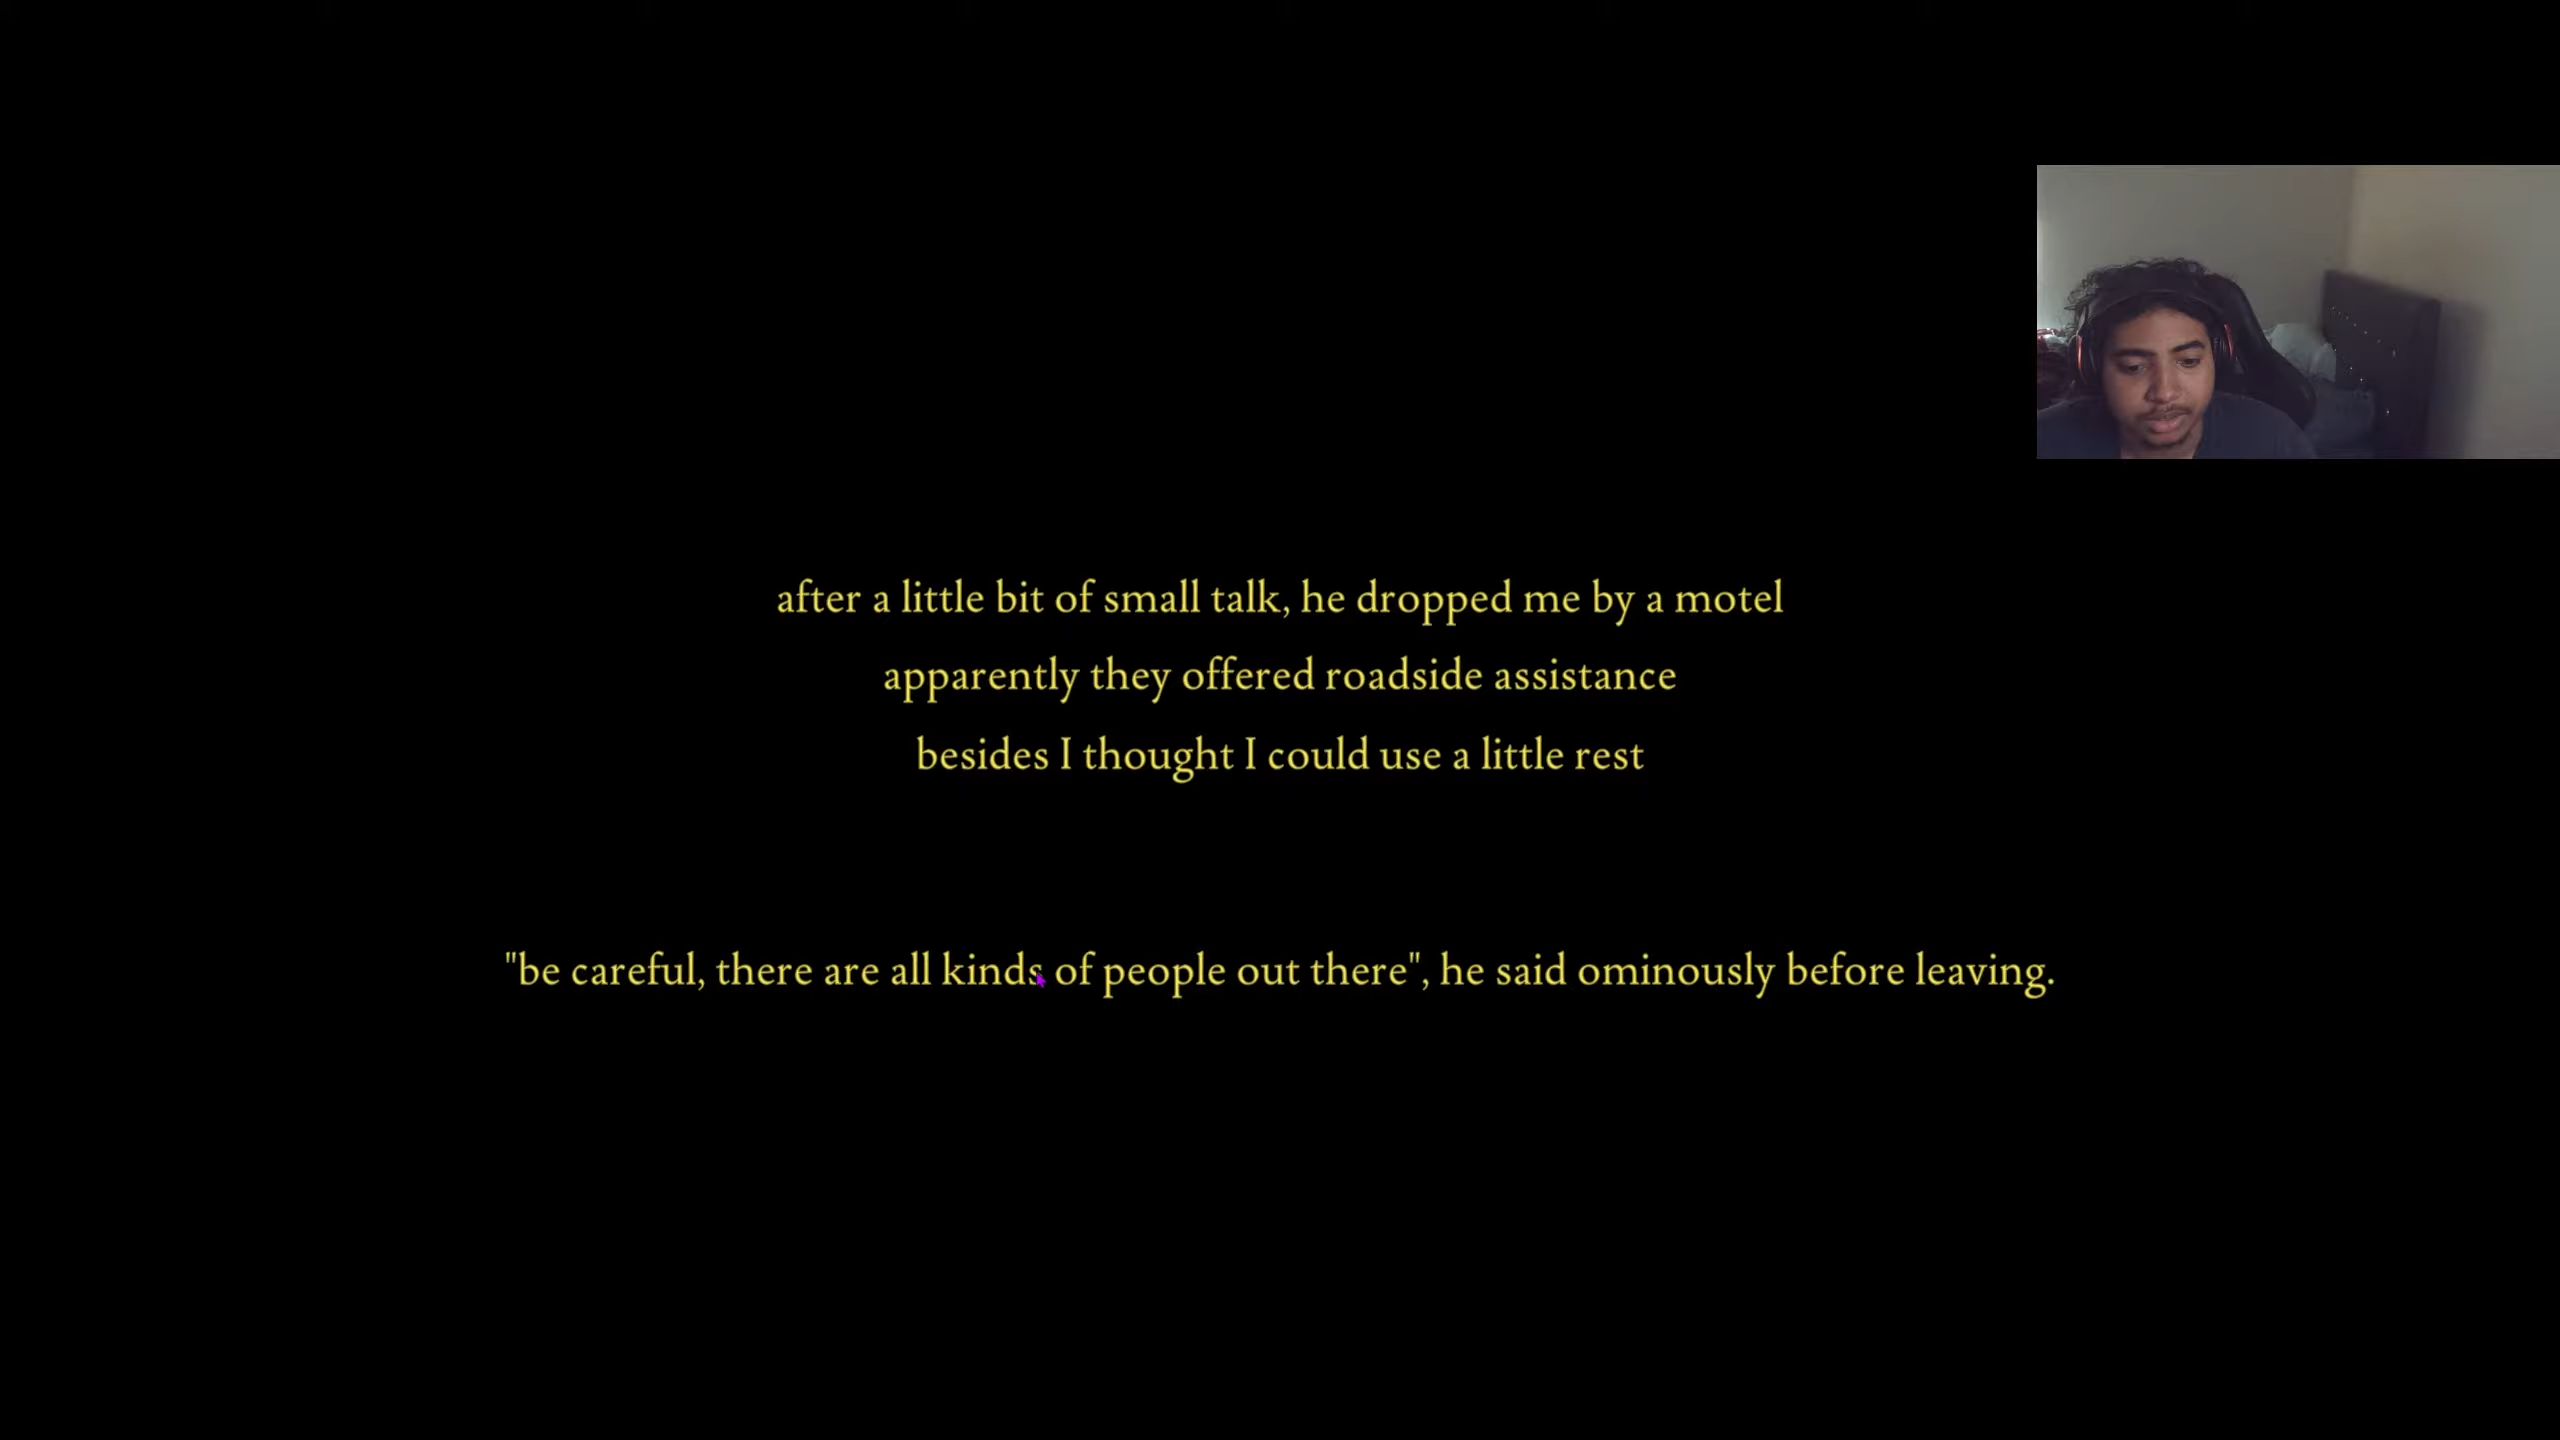 after a little bit of small talk, he dropped me by a motel
apparently they offered roadside assistance
besides I thought I could use a little rest
"be careful, there are all kinds of people out there", he said ominously before leaving.